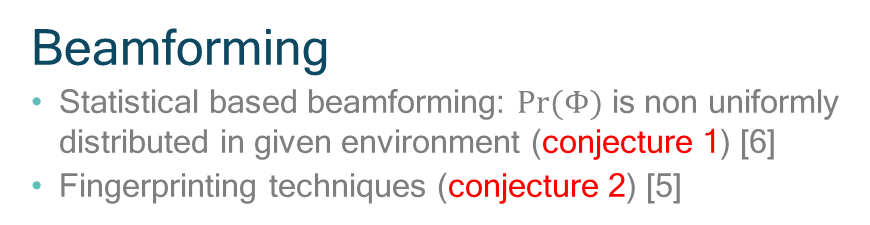 Beamforming
• Statistical based beamforming: Pr(Φ) is non uniformly
distributed in given environment (conjecture 1) [6]
• Fingerprinting techniques (conjecture 2) [5]